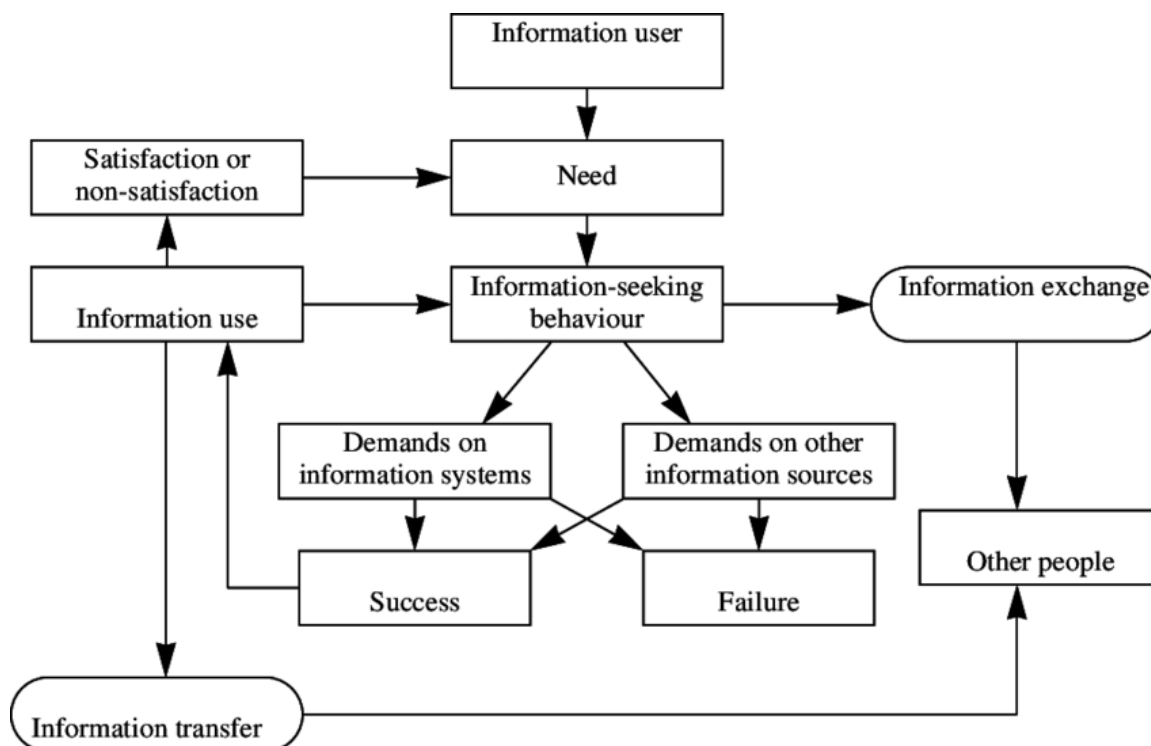 Information user
Satisfaction or
non-satisfaction
Need
Information use
Information-seeking
behaviour
Information exchange
Demands on
information systems
Demands on other
information sources
Success
Failure
Other people
Information transfer